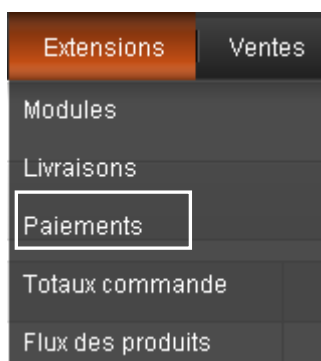 Extensions Ventes
Modules
Livraisons
Paiements
Totaux commande
Flux des produits